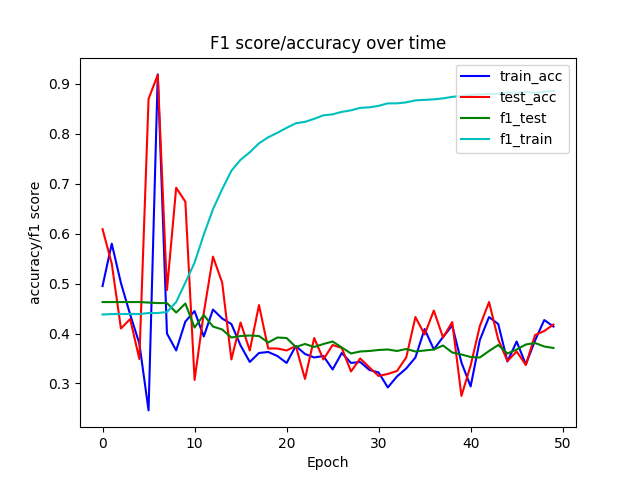 F1 score/accuracy over time
accuracy/f1 score
0.9
0.8
0.7
0.6
0.5
0.4
0.3
train_acc
test_acc
f1_test
f1_train
0 10 20 30 40 50
Epoch